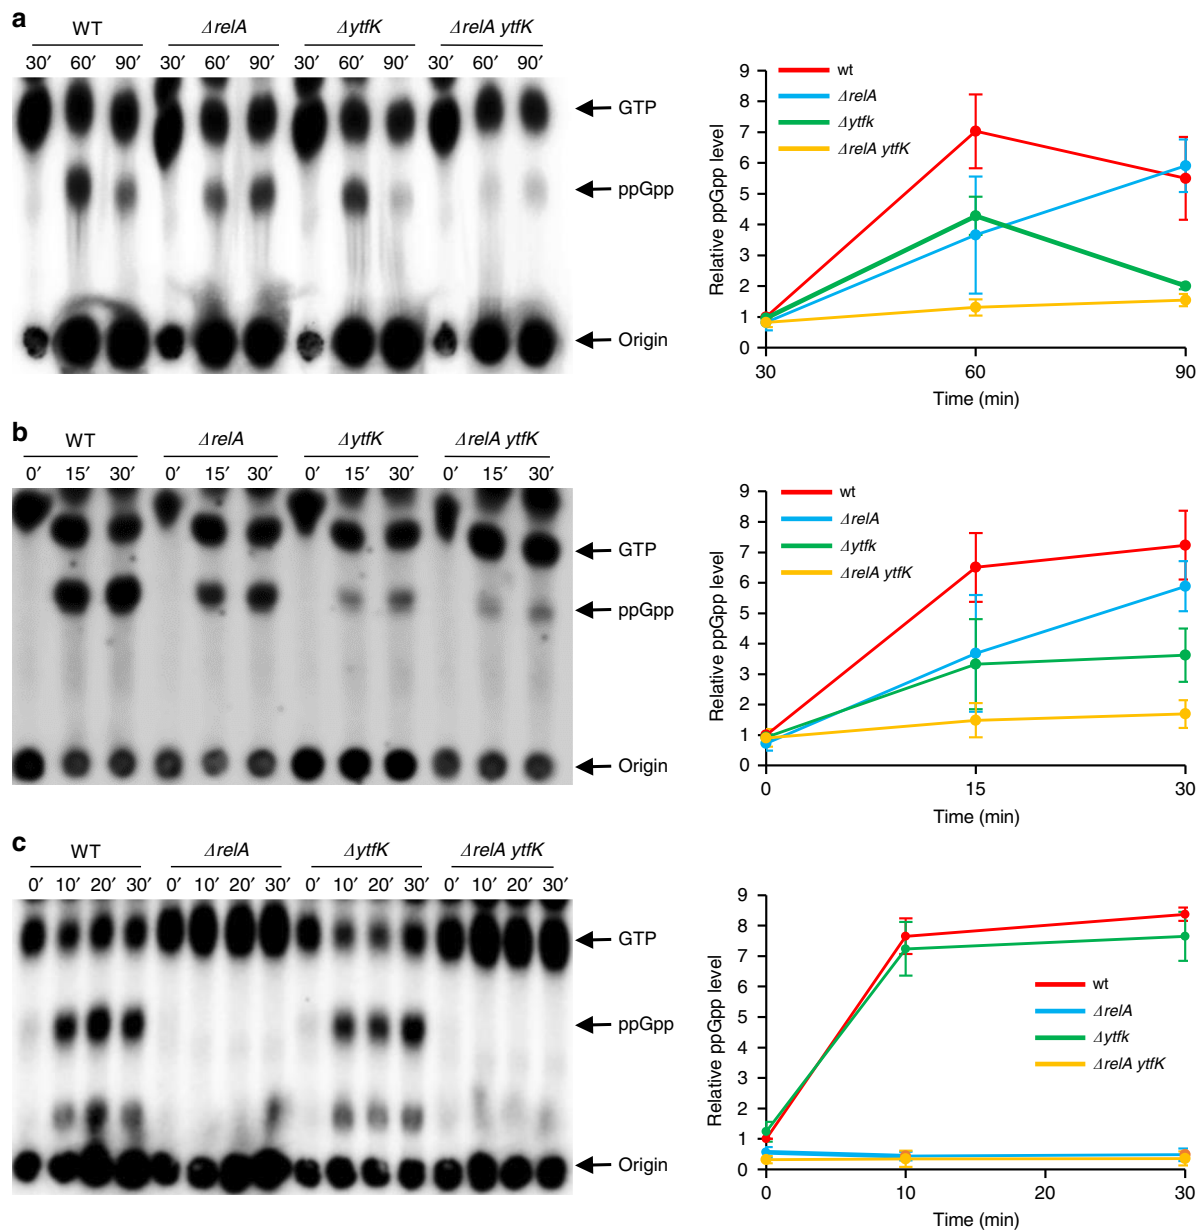 a
WT ΔrelA ΔytfK ΔrelA ytfK
30′ 60′ 90′ 30′ 60′ 90′ 30′ 60′ 90′ 30′ 60′ 90′
GTP
ppGpp
Origin
Relative ppGpp level
9
8
7
6
5
4
3
2
1
0
wt
ΔrelA
Δytfk
ΔrelA ytfK
30 60 90
Time (min)
b
WT ΔrelA ΔytfK ΔrelA ytfK
0′ 15′ 30′ 0′ 15′ 30′ 0′ 15′ 30′ 0′ 15′ 30′
GTP
ppGpp
Origin
Relative ppGpp level
9
8
7
6
5
4
3
2
1
0
wt
ΔrelA
Δytfk
ΔrelA ytfK
0 15 30
Time (min)
c
WT ΔrelA ΔytfK ΔrelA ytfK
0′ 10′ 20′ 30′ 0′ 10′ 20′ 30′ 0′ 10′ 20′ 30′ 0′ 10′ 20′ 30′
GTP
ppGpp
Origin
Relative ppGpp level
9
8
7
6
5
4
3
2
1
0
wt
ΔrelA
Δytfk
ΔrelA ytfK
0 10 20 30
Time (min)